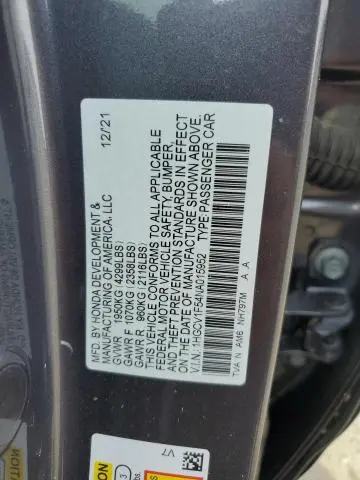 MFD. BY HONDA DEVELOPMENT & 12/21
MANUFACTURING OF AMERICA, LLC
GVWR 1950KG (4299LBS)
GAWR F 1070KG (2358LBS)
GAWR R 960KG (2116LBS)
THIS VEHICLE CONFORMS TO ALL APPLICABLE
FEDERAL MOTOR VEHICLE SAFETY, BUMPER,
AND THEFT PREVENTION STANDARDS IN EFFECT
ON THE DATE OF MANUFACTURE SHOWN ABOVE.
V.I.N. : 1HGCV1F54NA015952 TYPE:PASSENGER CAR
TVA N AM6 NH797M A A
V7
3